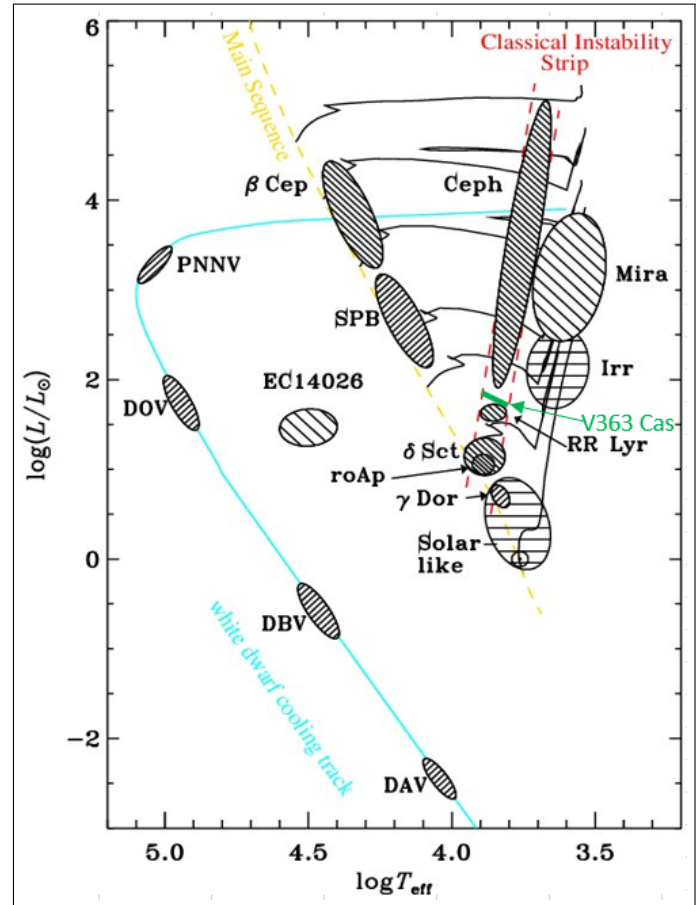 6
4
2
0
−2
5.0
4.5
4.0
3.5
log(L/L☉)
log T eff
Main Sequence
Classical Instability
Strip
β Cep
Ceph
PNNV
Mira
SPB
Irr
EC14026
DOV
V363 Cas
RR Lyr
δ Sct
roAp
γ Dor
Solar
like
DBV
white dwarf cooling track
DAV